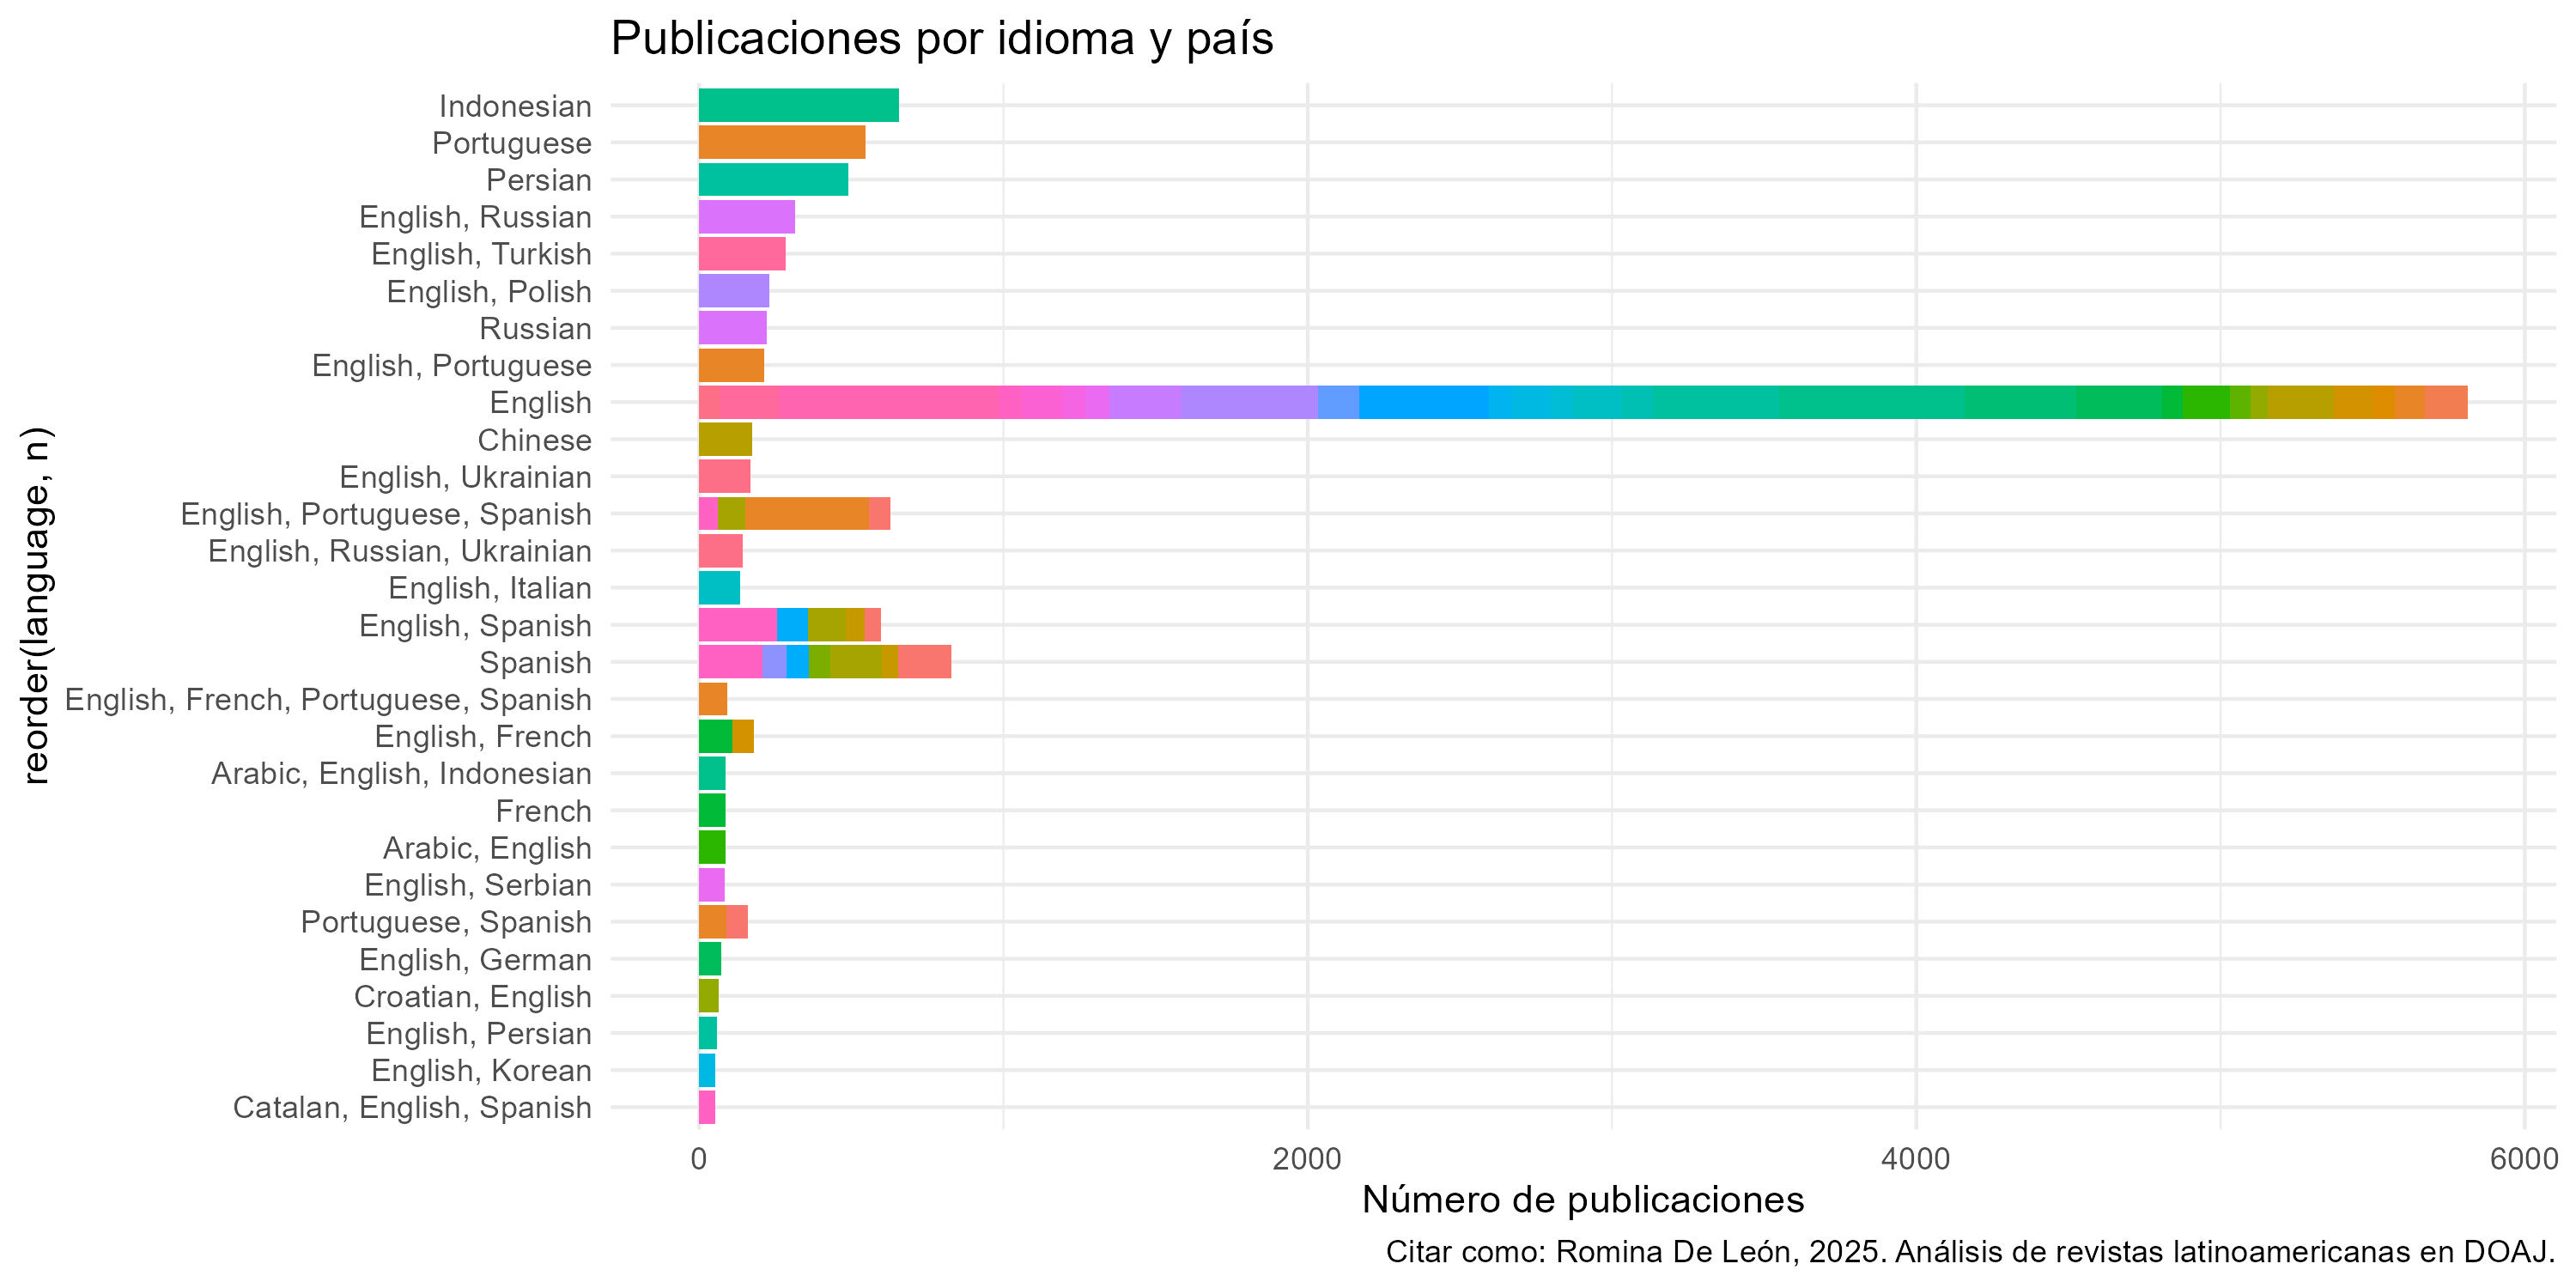 Publicaciones por idioma y país
reorder(language, n)
Indonesian
Portuguese
Persian
English, Russian
English, Turkish
English, Polish
Russian
English, Portuguese
English
Chinese
English, Ukrainian
English, Portuguese, Spanish
English, Russian, Ukrainian
English, Italian
English, Spanish
Spanish
English, French, Portuguese, Spanish
English, French
Arabic, English, Indonesian
French
Arabic, English
English, Serbian
Portuguese, Spanish
English, German
Croatian, English
English, Persian
English, Korean
Catalan, English, Spanish
0 2000 4000 6000
Número de publicaciones
Citar como: Romina De León, 2025. Análisis de revistas latinoamericanas en DOAJ.